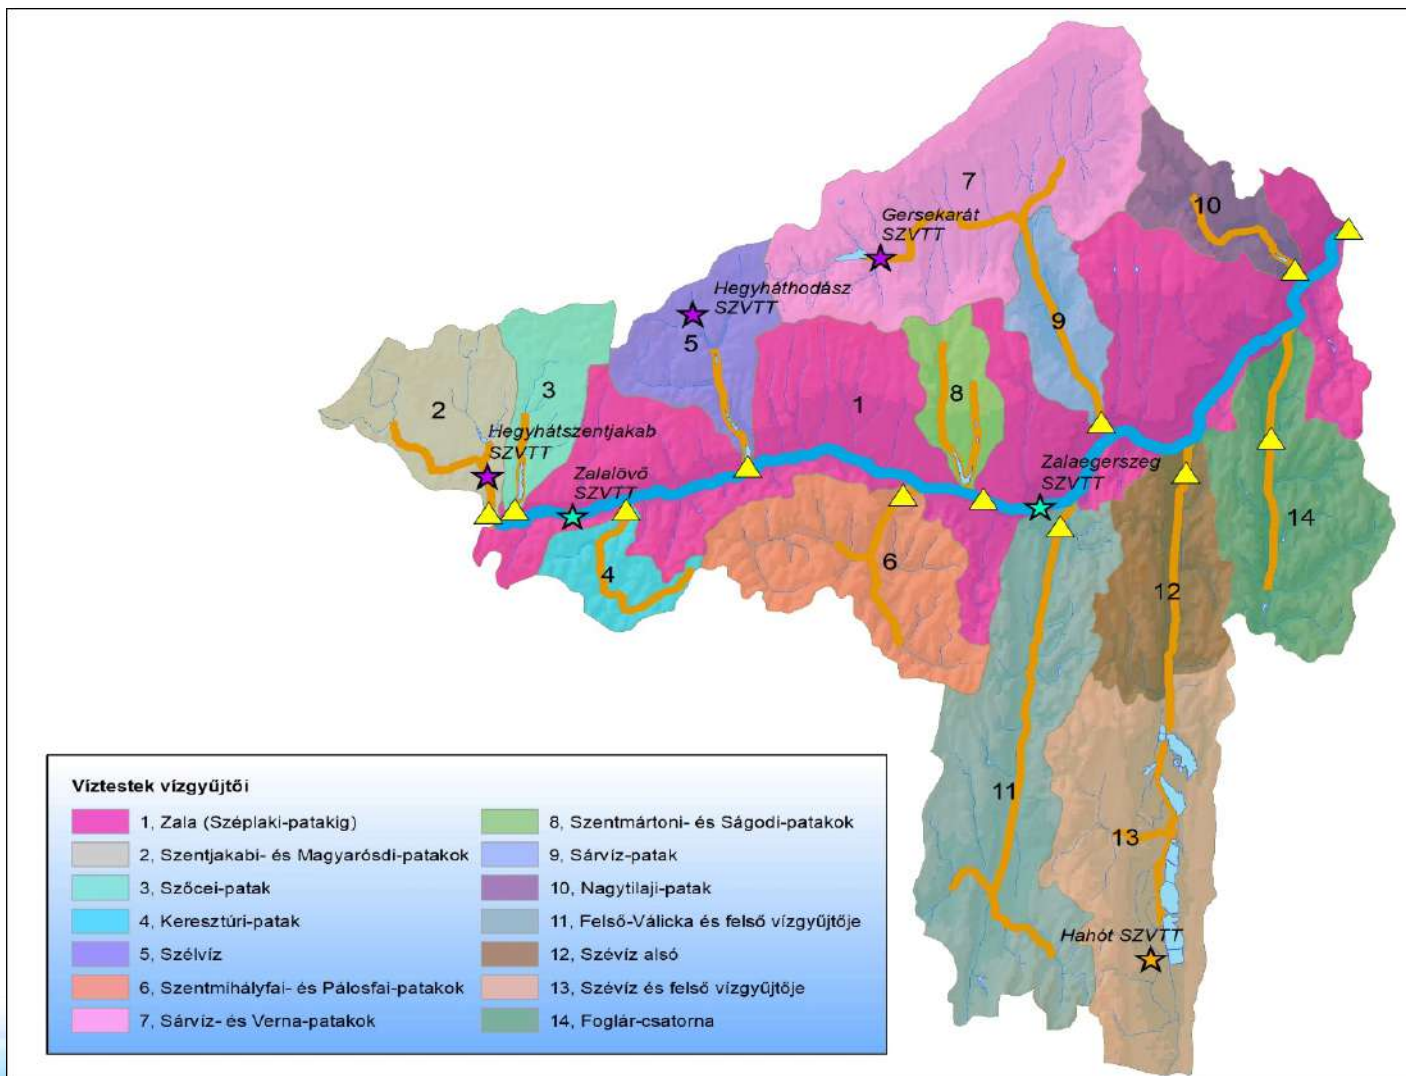 7
10
Gersekarát
SZVTT
Hegyháthodász
SZVTT
5
9
3
2
1
8
Hegyhátszentjakab
SZVTT
Zalalövő
SZVTT
Zalaegerszeg
SZVTT
14
6
4
12
11
13
Hahót SZVTT
Víztestek vízgyűjtői
1, Zala (Széplaki-patakig)
2, Szentjakabi- és Magyarósdi-patakok
3, Szőcei-patak
4, Keresztúri-patak
5, Szélvíz
6, Szentmihályfai- és Pálosfai-patakok
7, Sárvíz- és Verna-patakok
8, Szentmártoni- és Ságodi-patakok
9, Sárvíz-patak
10, Nagytilaji-patak
11, Felső-Válicka és felső vízgyűjtője
12, Szévíz alsó
13, Szévíz és felső vízgyűjtője
14, Foglár-csatorna